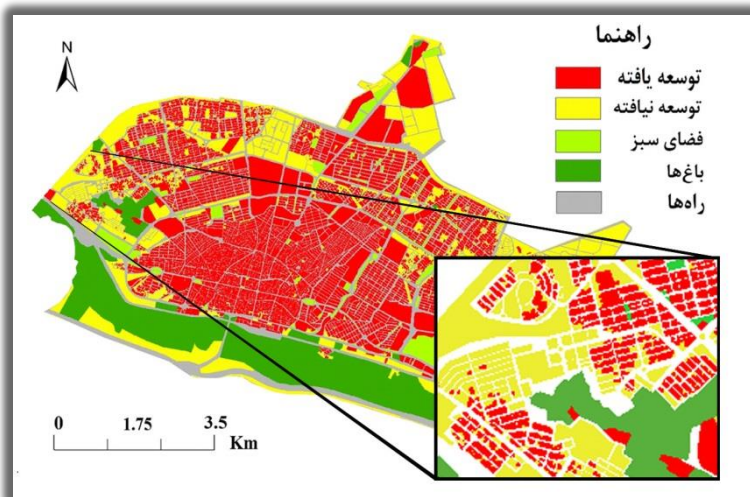 راهنما
توسعه یافته
توسعه نیافته
فضای سبز
باغ‌ها
راه‌ها
N
0 1.75 3.5
Km